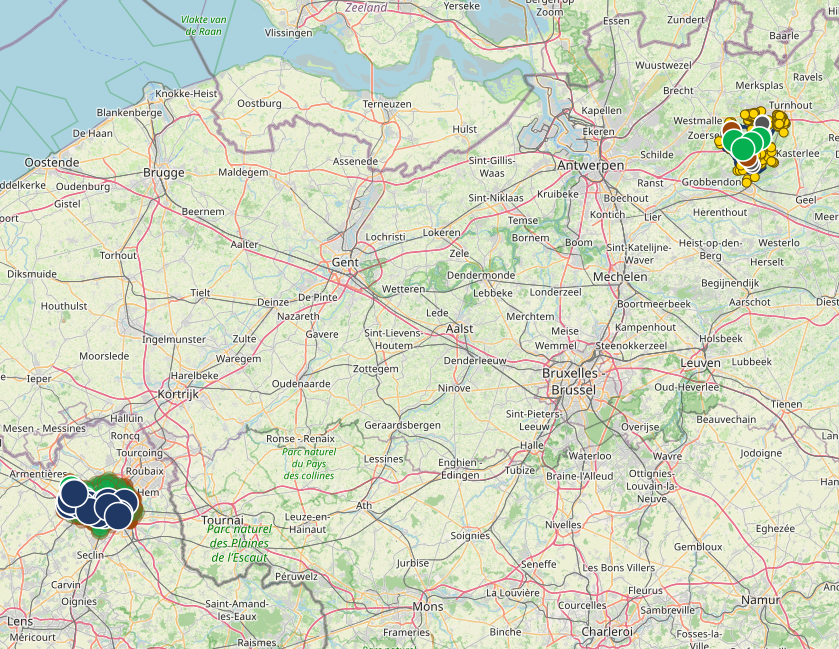 Vlakte van
de Raan
Zeeland
Yerseke
Bergen op
Zoom
Essen
Zundert
Baarle
Vlissingen
Wuustwezel
Brecht
Merksplas
Ravels
Turnhout
Knokke-Heist
Blankenberge
Oostburg
Terneuzen
Kapellen
Westmalle
De Haan
Hulst
Ekeren
Zoersel
Oostende
Assenede
Sint-Gillis-
Waas
Antwerpen
Schilde
Kasterlee
Brugge
Maldegem
ddelkerke
Oudenburg
Kruibeke
Ranst
Grobbendonk
Gistel
Beernem
Sint-Niklaas
Boechout
Geel
oort
Kontich
Lier
Herenthout
Meer
Temse
Lochristi
Lokeren
Bornem
Boom
Sint-Katelijne-
Waver
Heist-op-den-
Berg
Westerlo
Aalter
Torhout
Zele
Herselt
Gent
Diksmuide
Dendermonde
Mechelen
Begijnendijk
Tielt
Deinze
De Pinte
Wetteren
Lebbeke
Londerzeel
Houthulst
Nazareth
Boortmeerbeek
Aarschot
Diest
Lede
Merchtem
Gavere
Sint-Lievens-
Houtem
Aalst
Meise
Kampenhout
Ingelmunster
Zulte
Wemmel
Steenokkerzeel
Holsbeek
Moorslede
Waregem
Denderleeuw
Leuven
Lubbeek
Zottegem
Bruxelles -
Brussel
Ieper
Harelbeke
Oudenaarde
Ninove
Oud-Heverlee
Kortrijk
Tienen
Sint-Pieters-
Leeuw
Halluin
Geraardsbergen
Overijse
Beauvechain
Mesen - Messines
Roncq
Ronse - Renaix
Halle
Tourcoing
Parc naturel
du Pays
des collines
Lessines
Enghien -
Edingen
Waterloo
Wavre
Jodoigne
Armentières
Roubaix
Tubize
Braine-l'Alleud
Ottignies-
Louvain-la-
Neuve
Hem
Ath
Tournai
Leuze-en-
Hainaut
Parc naturel
des Plaines
de l'Escaut
Nivelles
Eghezée
Soignies
Seclin
Gembloux
Jurbise
Seneffe
Les Bons Villers
Péruwelz
Carvin
La Louvière
Fleurus
Oignies
Saint-Amand-
les-Eaux
Mons
Courcelles
Sambreville
Namur
Lens
Frameries
Binche
Charleroi
Fosses-la-
Ville
Méricourt
Raismes